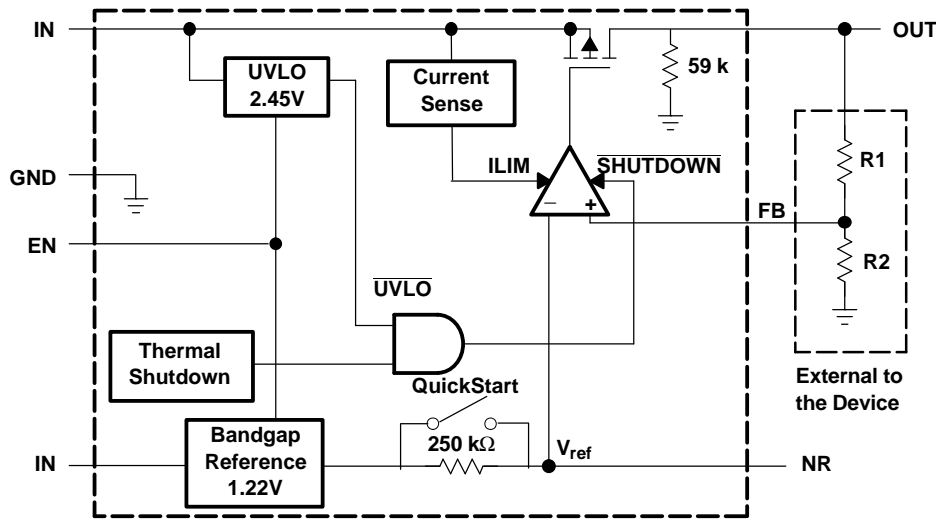 IN
OUT
UVLO
2.45V
Current
Sense
59 k
R1
GND
ILIM
SHUTDOWN
−
+
FB
EN
R2
UVLO
Thermal
Shutdown
QuickStart
External to
the Device
IN
Bandgap
Reference
1.22V
250 kΩ
Vref
NR